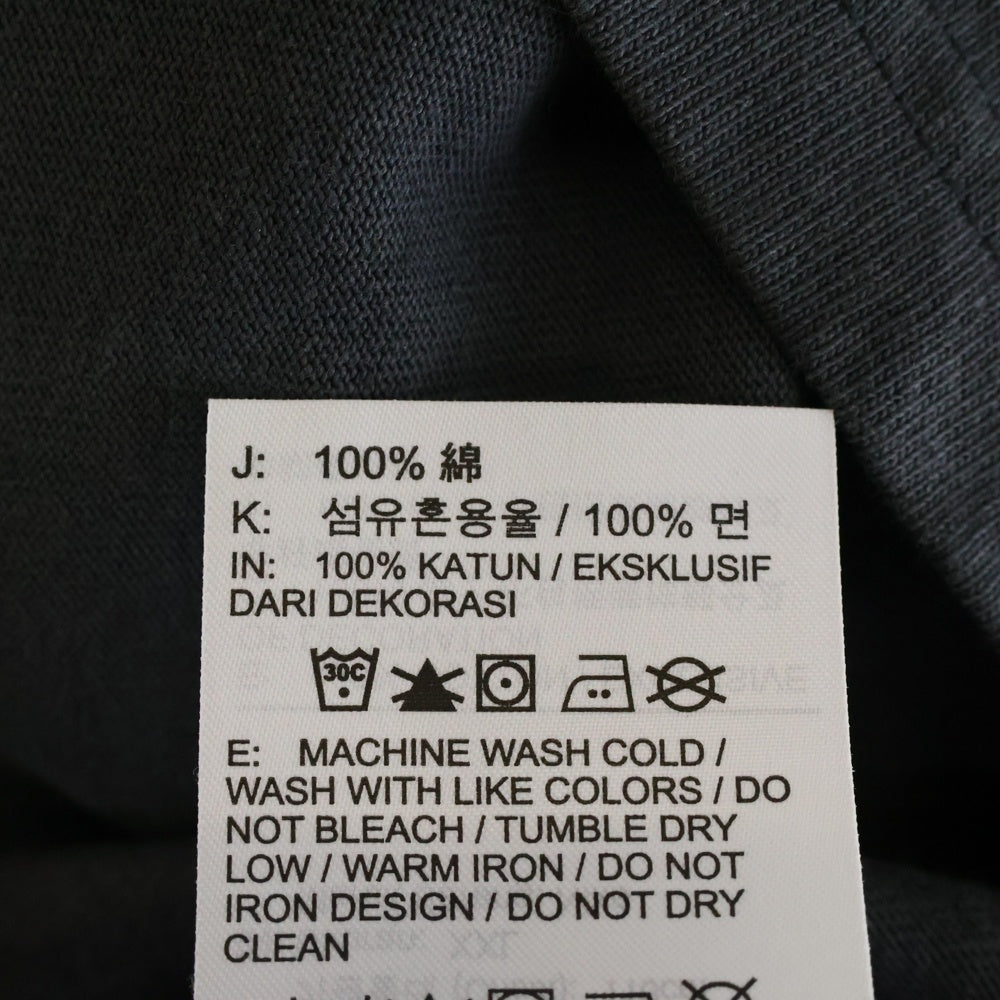 J: 100% 綿
K: 섬유혼용율 / 100% 면
IN: 100% KATUN / EKSKLUSIF
DARI DEKORASI
30C
E: MACHINE WASH COLD /
WASH WITH LIKE COLORS / DO
NOT BLEACH / TUMBLE DRY
LOW / WARM IRON / DO NOT
IRON DESIGN / DO NOT DRY
CLEAN